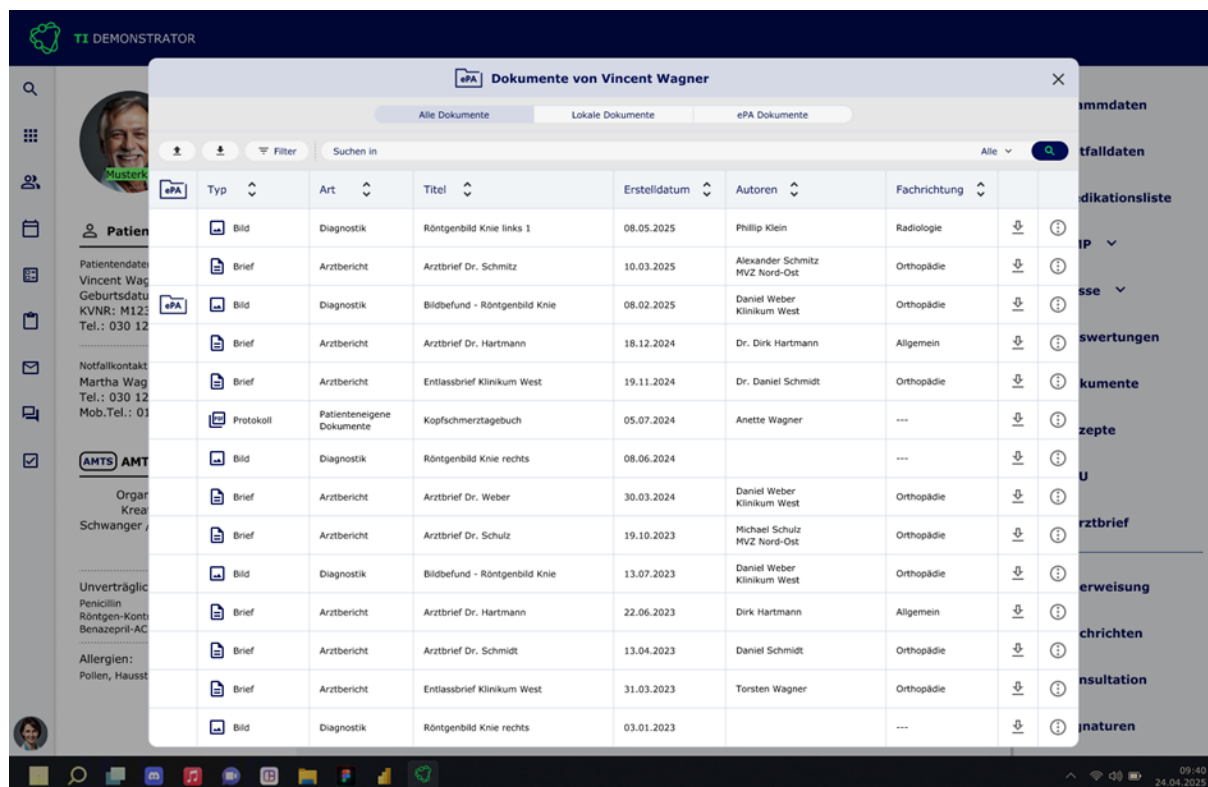 TI DEMONSTRATOR
ePA Dokumente von Vincent Wagner
Alle Dokumente Lokale Dokumente ePA Dokumente
Filter Suchen in Alle
ePA Typ Art Titel Erstelldatum Autoren Fachrichtung
Bild Diagnostik Röntgenbild Knie links 1 08.05.2025 Phillip Klein Radiologie
Brief Arztbericht Arztbrief Dr. Schmitz 10.03.2025 Alexander Schmitz MVZ Nord-Ost Orthopädie
ePA Bild Diagnostik Bildbefund - Röntgenbild Knie 08.02.2025 Daniel Weber Klinikum West Orthopädie
Brief Arztbericht Arztbrief Dr. Hartmann 18.12.2024 Dr. Dirk Hartmann Allgemein
Brief Arztbericht Entlassbrief Klinikum West 19.11.2024 Dr. Daniel Schmidt Orthopädie
PDF Protokoll Patienteneigene Dokumente Kopfschmerztagebuch 05.07.2024 Anette Wagner ---
Bild Diagnostik Röntgenbild Knie rechts 08.06.2024 ---
Brief Arztbericht Arztbrief Dr. Weber 30.03.2024 Daniel Weber Klinikum West Orthopädie
Brief Arztbericht Arztbrief Dr. Schulz 19.10.2023 Michael Schulz MVZ Nord-Ost Orthopädie
Bild Diagnostik Bildbefund - Röntgenbild Knie 13.07.2023 Daniel Weber Klinikum West Orthopädie
Brief Arztbericht Arztbrief Dr. Hartmann 22.06.2023 Dirk Hartmann Allgemein
Brief Arztbericht Arztbrief Dr. Schmidt 13.04.2023 Daniel Schmidt Orthopädie
Brief Arztbericht Entlassbrief Klinikum West 31.03.2023 Torsten Wagner Orthopädie
Bild Diagnostik Röntgenbild Knie rechts 03.01.2023 ---
Musterk
Patien
Patientendate
Vincent Wag
Geburtsdatu
KVNR: M123
Tel.: 030 12
Notfallkontakt
Martha Wag
Tel.: 030 12
Mob.Tel.: 01
AMTS AMT
Organ
Krea
Schwanger /
Unverträglic
Penicillin
Röntgen-Kont
Benazepril-AC
Allergien:
Pollen, Hausst
ammdaten
tfalldaten
dikationsliste
IP
sse
swertungen
kumente
zepte
U
rztbrief
erweisung
chrichten
nsultation
naturen
09:40
24.04.2025